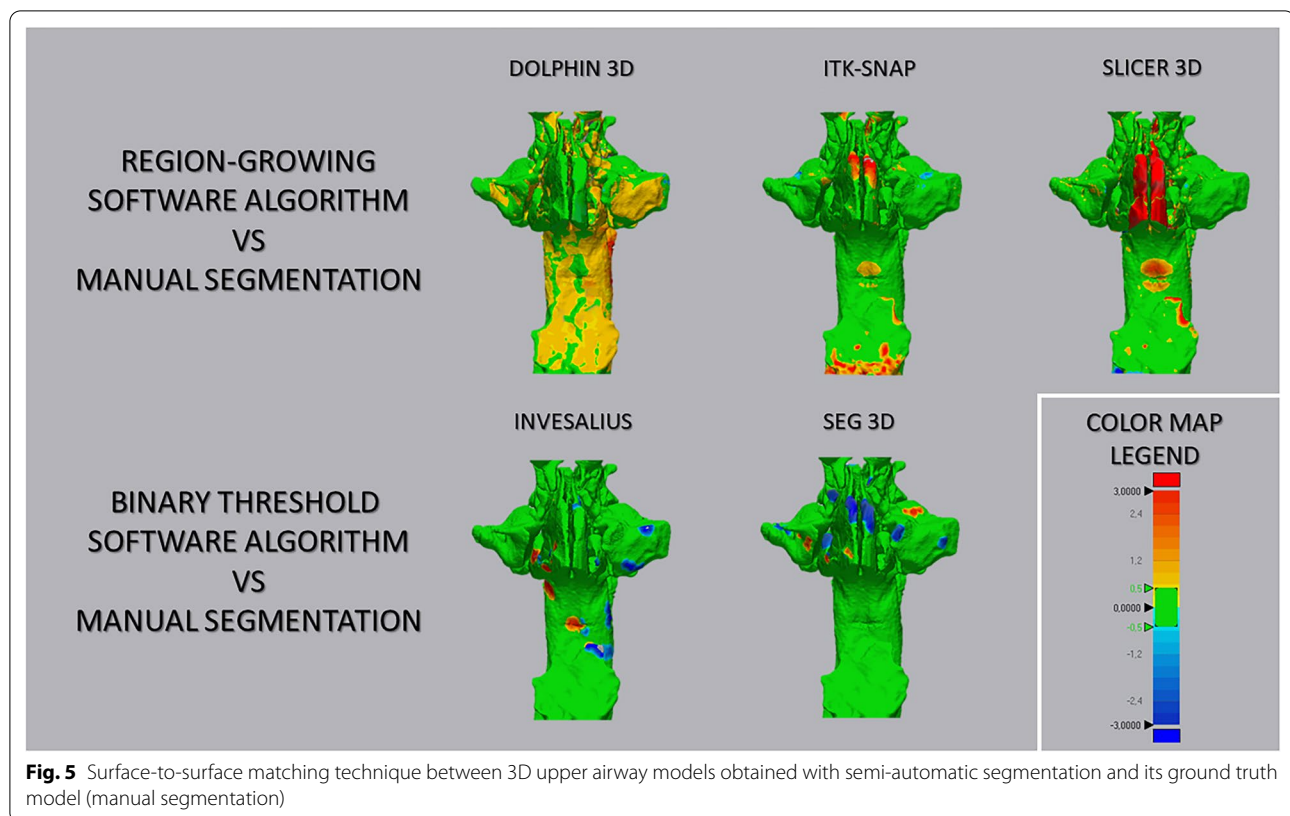 DOLPHIN 3D
ITK-SNAP
SLICER 3D
REGION-GROWING
SOFTWARE ALGORITHM
VS
MANUAL SEGMENTATION
INVESALIUS
SEG 3D
BINARY THRESHOLD
SOFTWARE ALGORITHM
VS
MANUAL SEGMENTATION
COLOR MAP
LEGEND
3,0000
2.4
1.2
0.5
0,0000
-0.5
-1,2
-2.4
-3,0000
Fig. 5 Surface-to-surface matching technique between 3D upper airway models obtained with semi-automatic segmentation and its ground truth
model (manual segmentation)